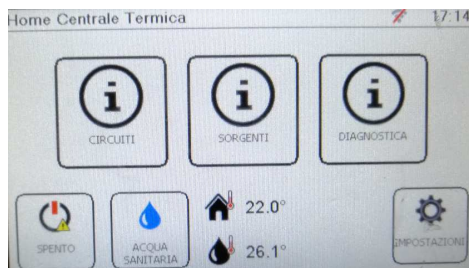 Home Centrale Termica 17:14
CIRCUITI
SORGENTI
DIAGNOSTICA
SPENTO
ACQUA
SANITARIA
22.0°
26.1°
IMPOSTAZIONI